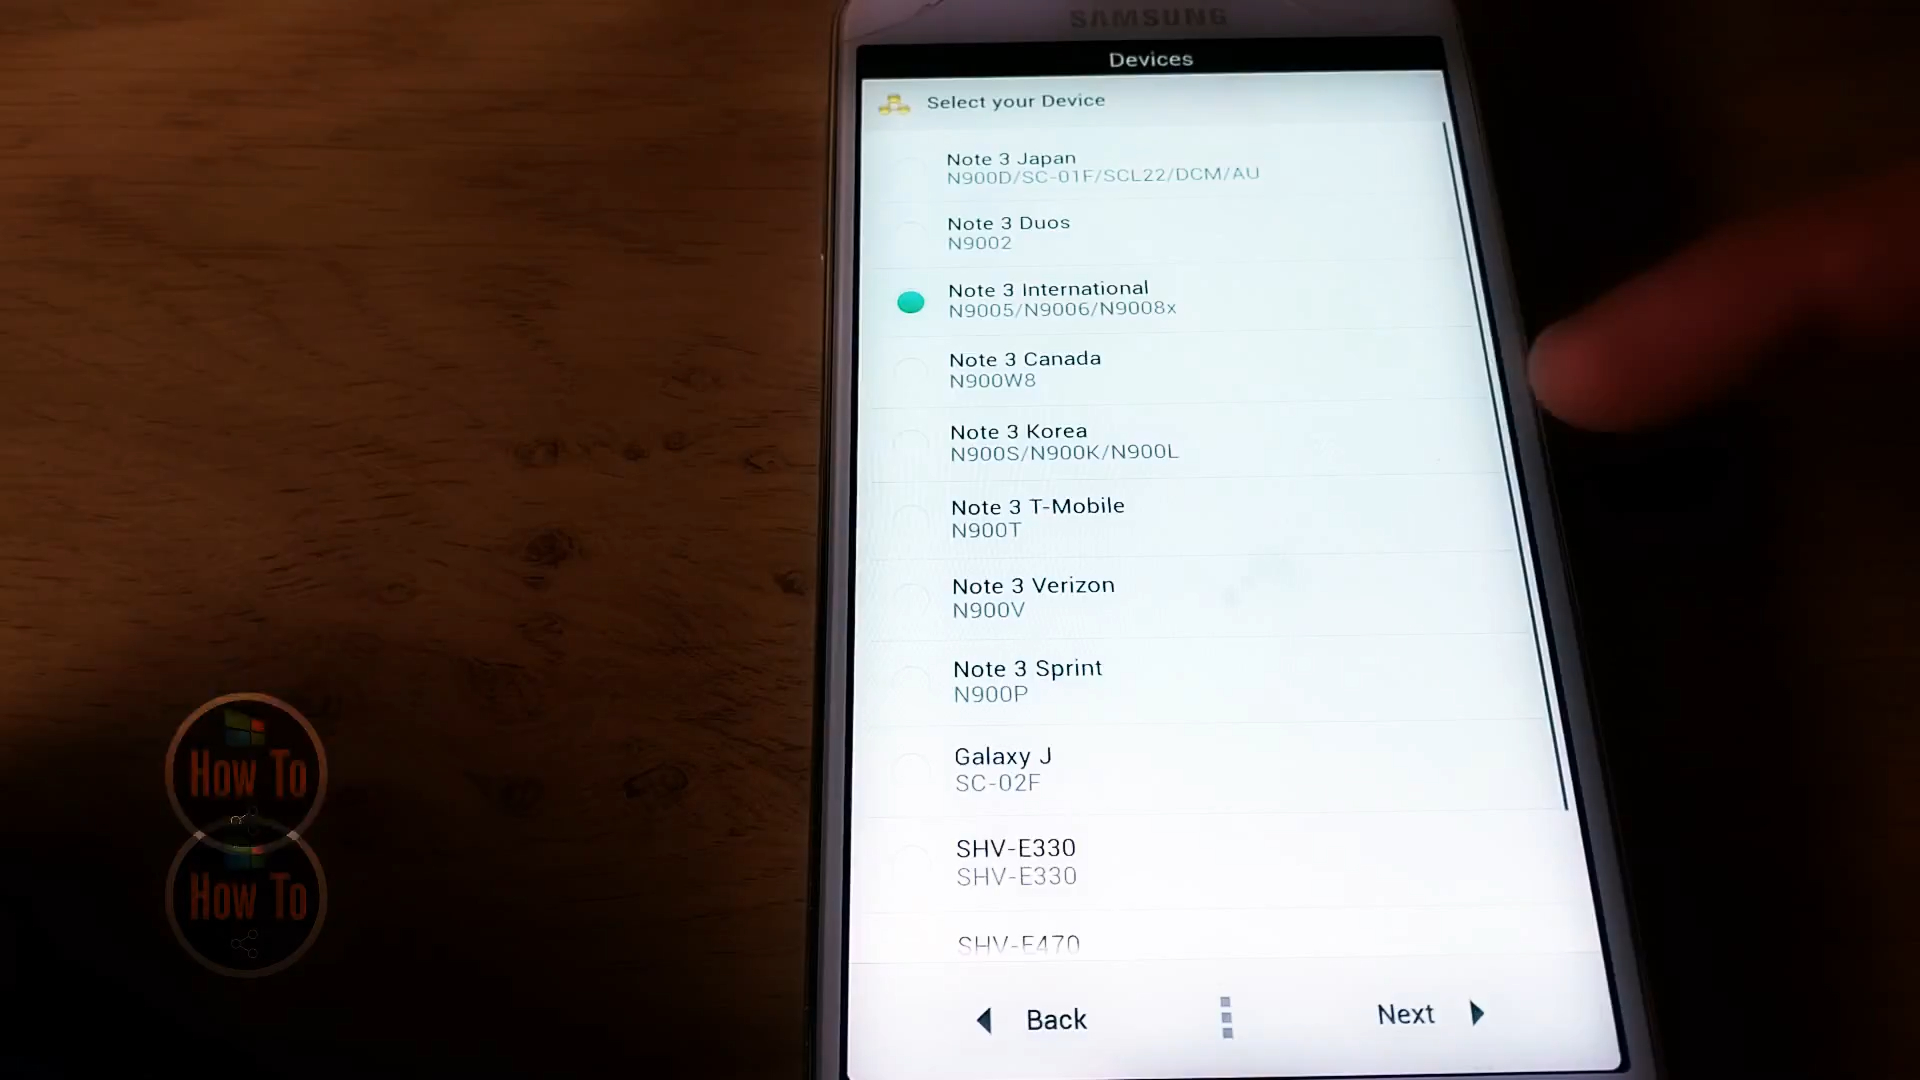 SAMSUNG
Devices
Select your Device
Note 3 Japan
N900D/SC-01F/SCL22/DCM/AU
Note 3 Duos
N9002
Note 3 International
N9005/N9006/N9008x
Note 3 Canada
N900W8
Note 3 Korea
N900S/N900K/N900L
Note 3 T-Mobile
N900T
Note 3 Verizon
N900V
Note 3 Sprint
N900P
Galaxy J
SC-02F
SHV-E330
SHV-E330
SHV-E470
Back
Next
How To
How To